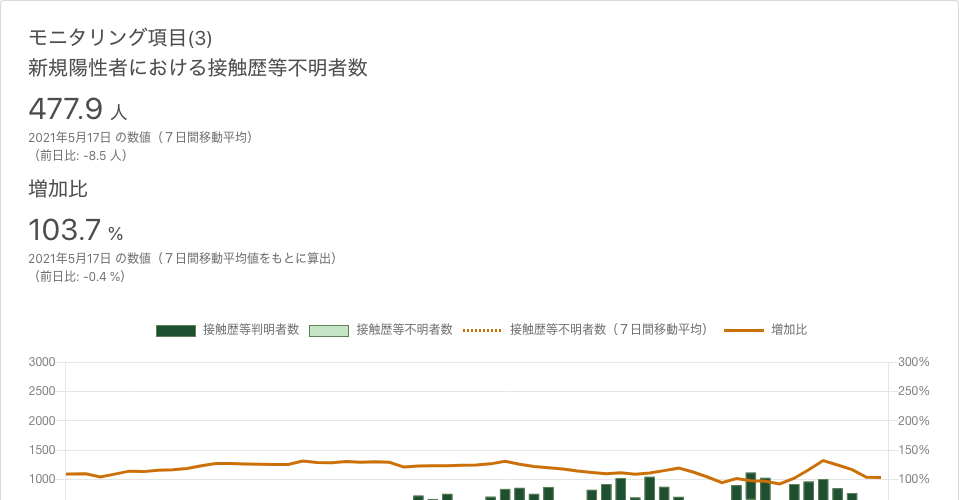 モニタリング項目(3)
新規陽性者における接触歴等不明者数
477.9 人
2021年5月17日 の数値（７日間移動平均）
（前日比: -8.5 人）
増加比
103.7 %
2021年5月17日 の数値（７日間移動平均値をもとに算出）
（前日比: -0.4 %）
接触歴等判明者数 接触歴等不明者数 接触歴等不明者数（７日間移動平均） 増加比
3000 300%
2500 250%
2000 200%
1500 150%
1000 100%